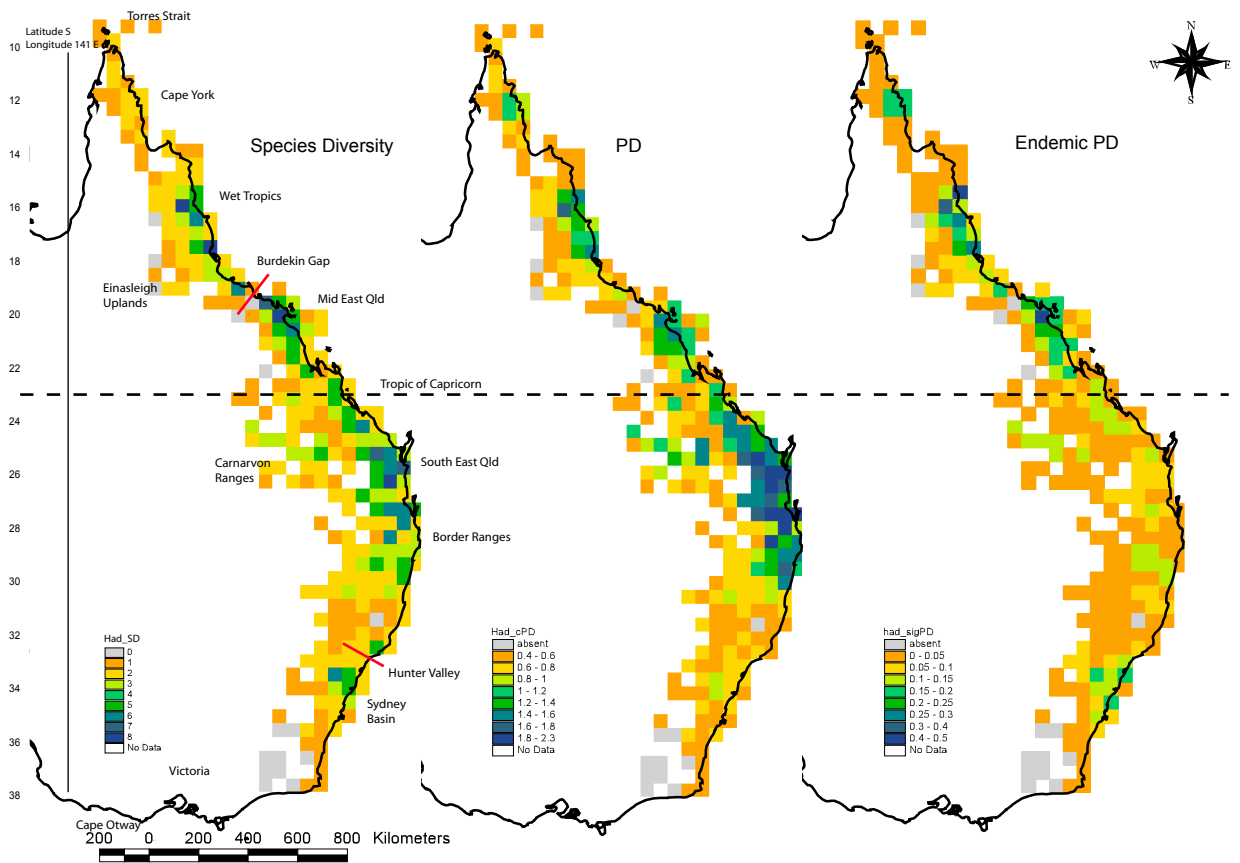 Torres Strait
Latitude S
Longitude 141 E
10
12
14
16
18
20
22
24
26
28
30
32
34
36
38
Cape York
Species Diversity
Wet Tropics
Burdekin Gap
Einasleigh
Uplands
Mid East Qld
Tropic of Capricorn
Carnarvon
Ranges
South East Qld
Border Ranges
Hunter Valley
Sydney
Basin
Victoria
Cape Otway
Had_SD
0
1
2
3
4
5
6
7
8
No Data
200 0 200 400 600 800 Kilometers
PD
Had_cPD
absent
0.4 - 0.6
0.6 - 0.8
0.8 - 1
1 - 1.2
1.2 - 1.4
1.4 - 1.6
1.6 - 1.8
1.8 - 2.3
No Data
Endemic PD
had_sigPD
absent
0 - 0.05
0.05 - 0.1
0.1 - 0.15
0.15 - 0.2
0.2 - 0.25
0.25 - 0.3
0.3 - 0.4
0.4 - 0.5
No Data
N
W E
S